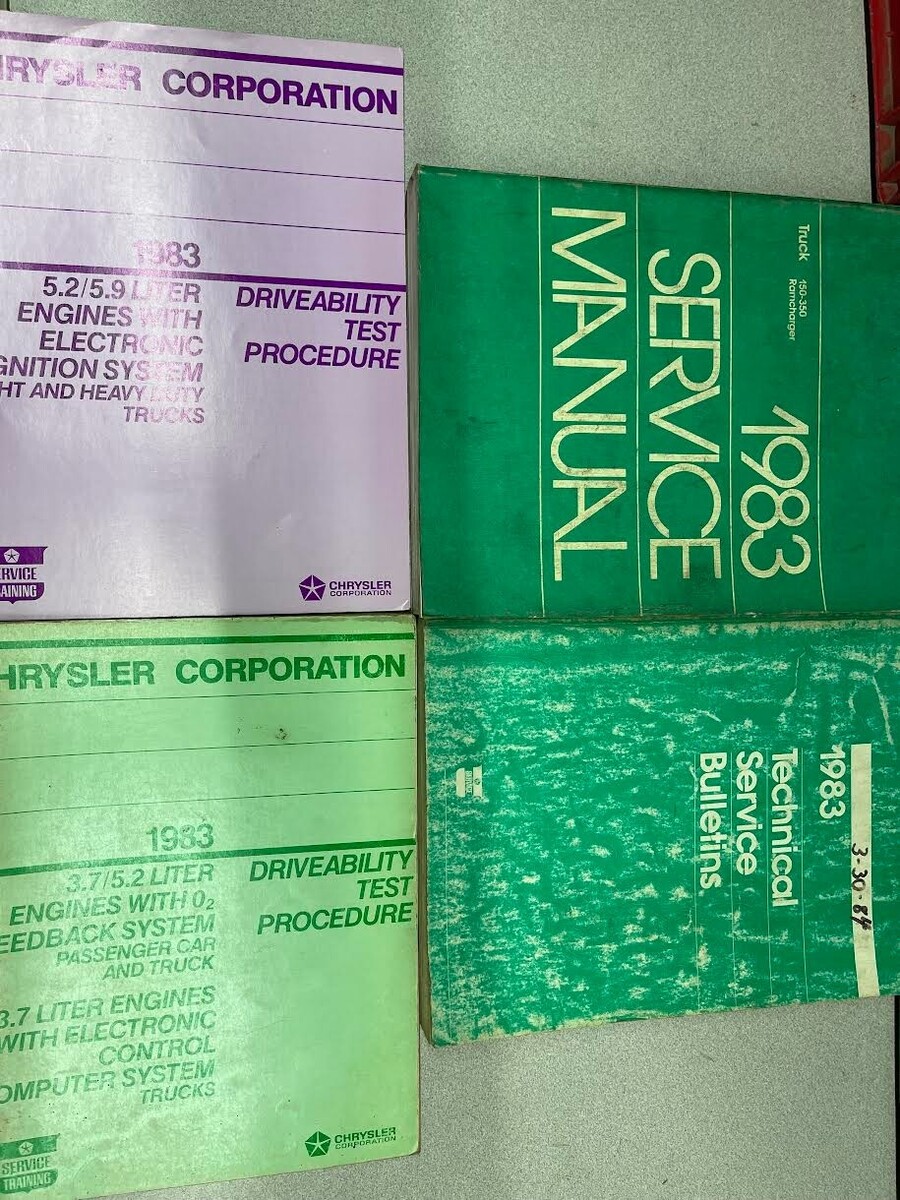 HRYSLER CORPORATION
1983
5.2/5.9 LITER
ENGINES WITH
ELECTRONIC
GNITION SYSTEM
HT AND HEAVY DUTY
TRUCKS
DRIVEABILITY
TEST
PROCEDURE
ERVICE
AINING
CHRYSLER
CORPORATION
Truck 150-350
Ramcharger
1983
SERVICE
MANUAL
HRYSLER CORPORATION
1983
3.7/5.2 LITER
ENGINES WITH O₂
EEDBACK SYSTEM
PASSENGER CAR
AND TRUCK
3.7 LITER ENGINES
WITH ELECTRONIC
CONTROL
OMPUTER SYSTEM
TRUCKS
DRIVEABILITY
TEST
PROCEDURE
SERVICE
TRAINING
CHRYSLER
CORPORATION
3-30-84
1983
Technical
Service
Bulletins